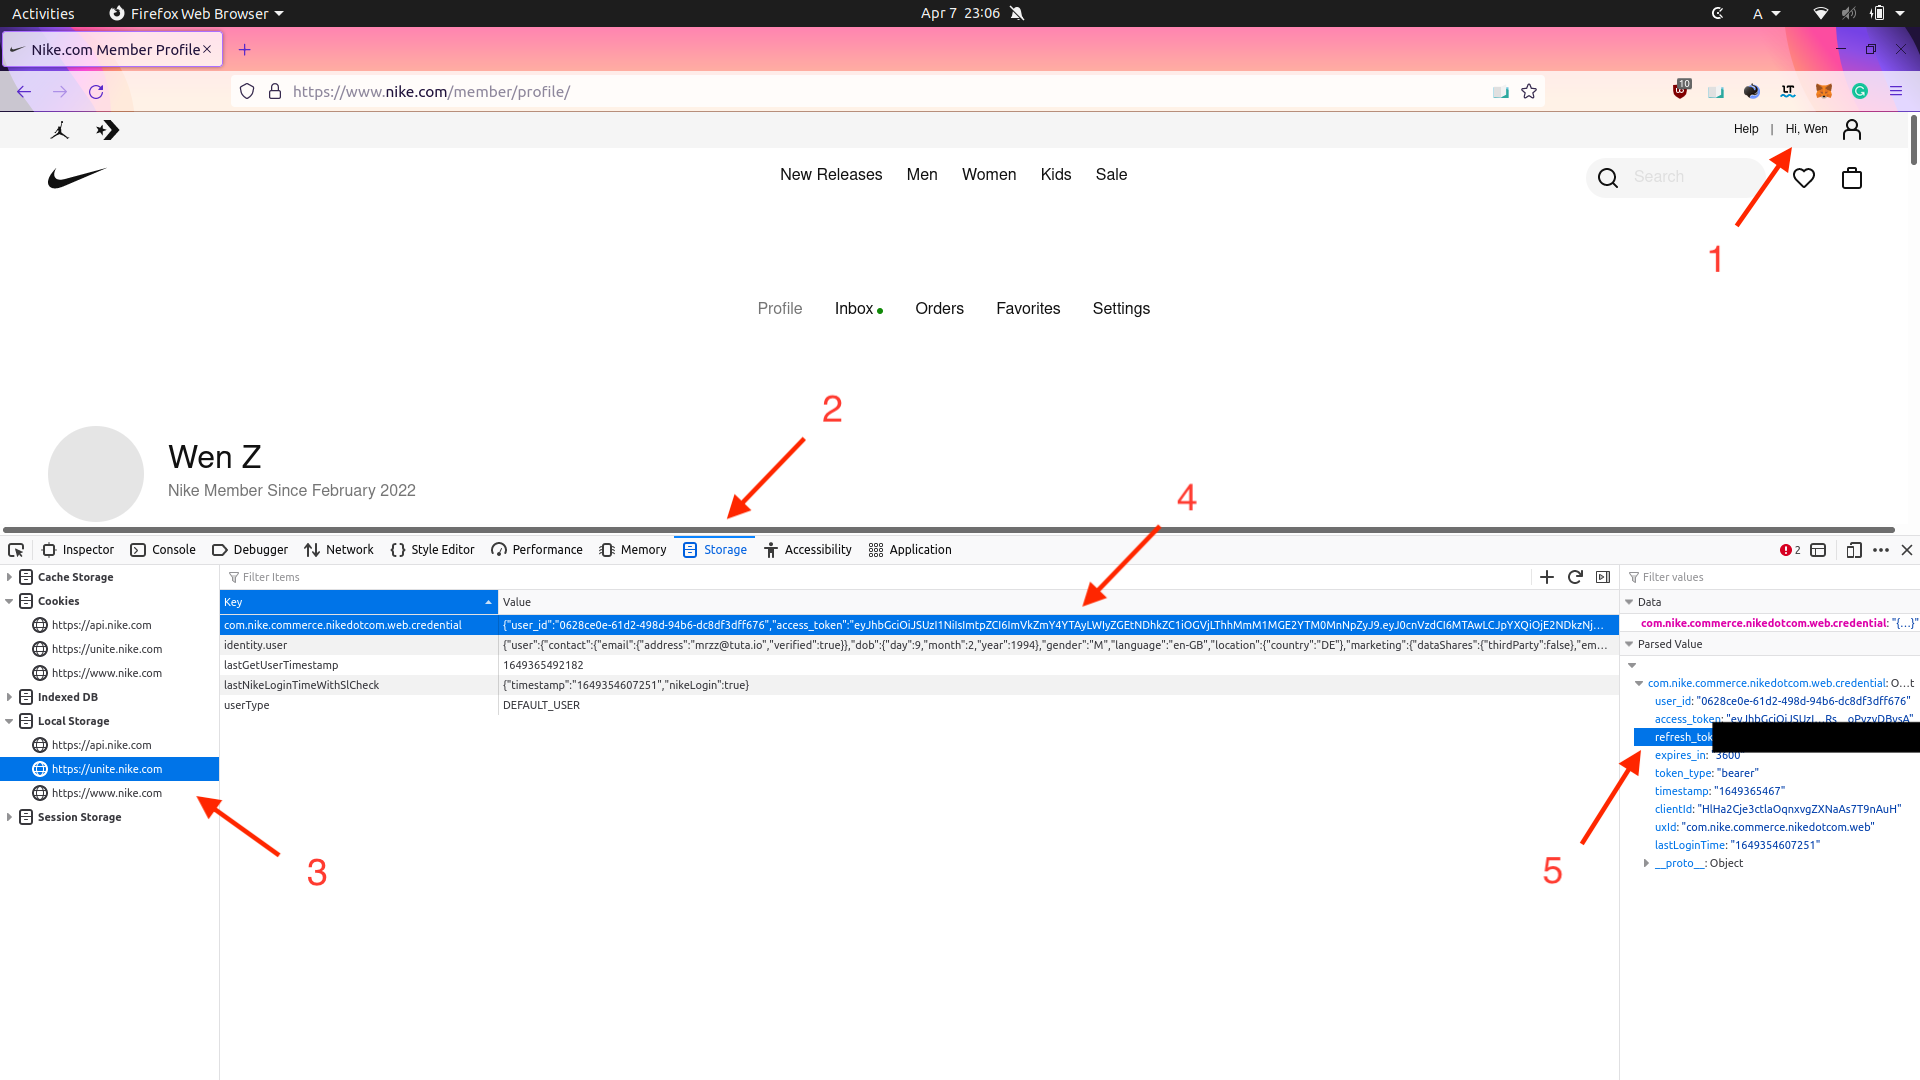 Activities
Firefox Web Browser
Apr 7 23:06
A
Nike.com Member Profile
https://www.nike.com/member/profile/
10
Help | Hi, Wen
New Releases Men Women Kids Sale
Search
1
Profile Inbox Orders Favorites Settings
2
Wen Z
Nike Member Since February 2022
4
Inspector Console Debugger Network Style Editor Performance Memory Storage Accessibility Application
2
Cache Storage
Cookies
https://api.nike.com
https://unite.nike.com
https://www.nike.com
Indexed DB
Local Storage
https://api.nike.com
https://unite.nike.com
https://www.nike.com
Session Storage
3
Filter Items
Key Value
com.nike.commerce.nikedotcom.web.credential {"user_id":"0628ce0e-61d2-498d-94b6-dc8df3dff676","access_token":
identity.user {"user":{"contact":{"email":{"address":"mrzz@tuta.io","verified":true}},"dob":{"day":9,"month":2,"year":1994},"gender":"M","language":"en-GB","location":{"country":"DE"},"marketing":{"dataShares":{"thirdParty":false},"em…
lastGetUserTimestamp 1649365492182
lastNikeLoginTimeWithSlCheck {"timestamp":"1649354607251","nikeLogin":true}
userType DEFAULT_USER
Filter values
Data
com.nike.commerce.nikedotcom.web.credential: "{…}"
Parsed Value
com.nike.commerce.nikedotcom.web.credential: O…t
user_id: "0628ce0e-61d2-498d-94b6-dc8df3dff676"
access_token:
refresh_tok
expires_in: "3600"
token_type: "bearer"
timestamp: "1649365467"
clientId: "HlHa2Cje3ctlaOqnxvgZXNaAs7T9nAuH"
uxId: "com.nike.commerce.nikedotcom.web"
lastLoginTime: "1649354607251"
__proto__: Object
5